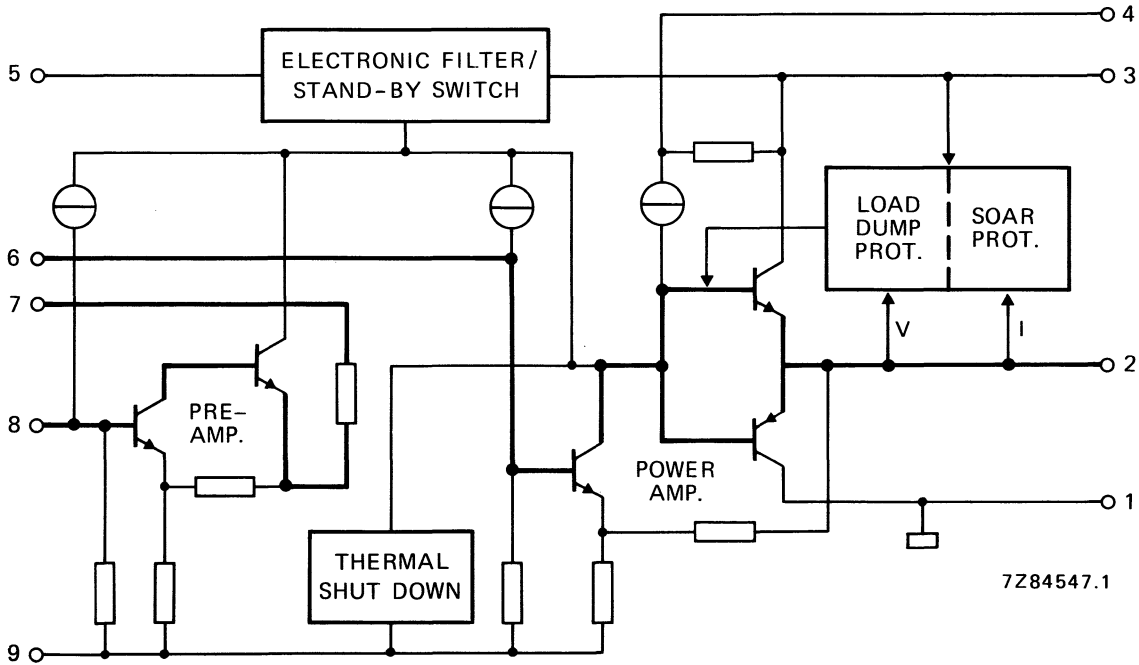 4
5
ELECTRONIC FILTER/
STAND-BY SWITCH
3
LOAD
DUMP
PROT.
SOAR
PROT.
6
7
V
I
2
8
PRE-
AMP.
POWER
AMP.
1
THERMAL
SHUT DOWN
7Z84547.1
9